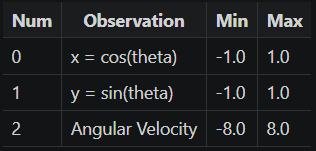 Num Observation Min Max
0 x = cos(theta) -1.0 1.0
1 y = sin(theta) -1.0 1.0
2 Angular Velocity -8.0 8.0